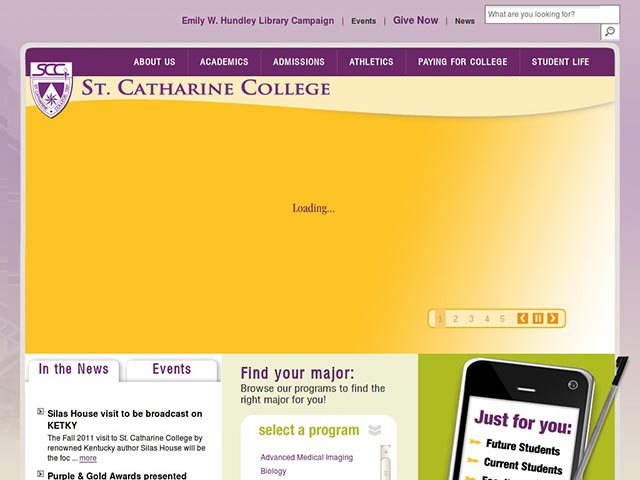 Emily W. Hundley Library Campaign | Events | Give Now | News
What are you looking for?
ABOUT US ACADEMICS ADMISSIONS ATHLETICS PAYING FOR COLLEGE STUDENT LIFE
SCC
ST. CATHARINE COLLEGE
Loading...
1 2 3 4 5
In the News Events
Silas House visit to be broadcast on
KETKY
The Fall 2011 visit to St. Catharine College by
renowned Kentucky author Silas House will be
the foc ... more
Purple & Gold Awards presented
Find your major:
Browse our programs to find the
right major for you!
select a program
Advanced Medical Imaging
Biology
Just for you:
Future Students
Current Students